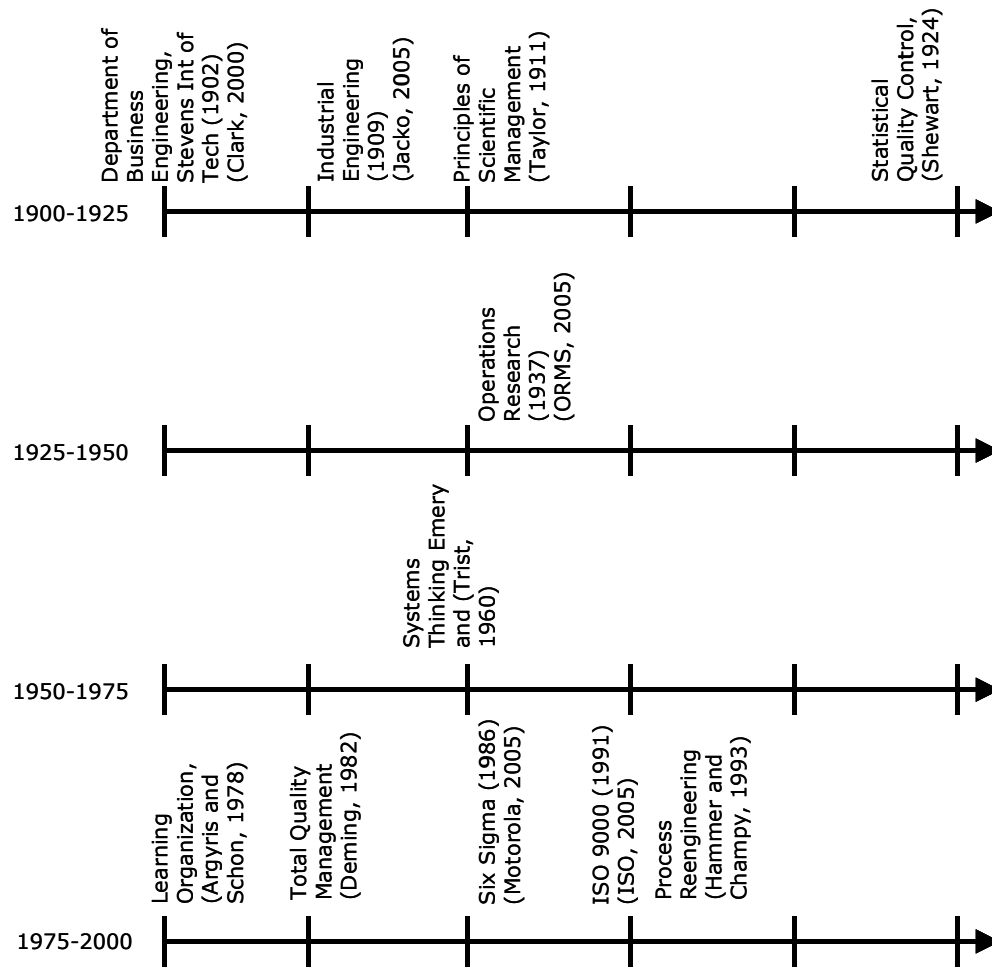 Department of
Business
Engineering,
Stevens Int of
Tech (1902)
(Clark, 2000)
Industrial
Engineering
(1909)
(Jacko, 2005)
Principles of
Scientific
Management
(Taylor, 1911)
Statistical
Quality Control,
(Shewart, 1924)
1900-1925
Operations
Research
(1937)
(ORMS, 2005)
1925-1950
Systems
Thinking Emery
and (Trist,
1960)
1950-1975
Learning
Organization,
(Argyris and
Schon, 1978)
Total Quality
Management
(Deming, 1982)
Six Sigma (1986)
(Motorola, 2005)
ISO 9000 (1991)
(ISO, 2005)
Process
Reengineering
(Hammer and
Champy, 1993)
1975-2000